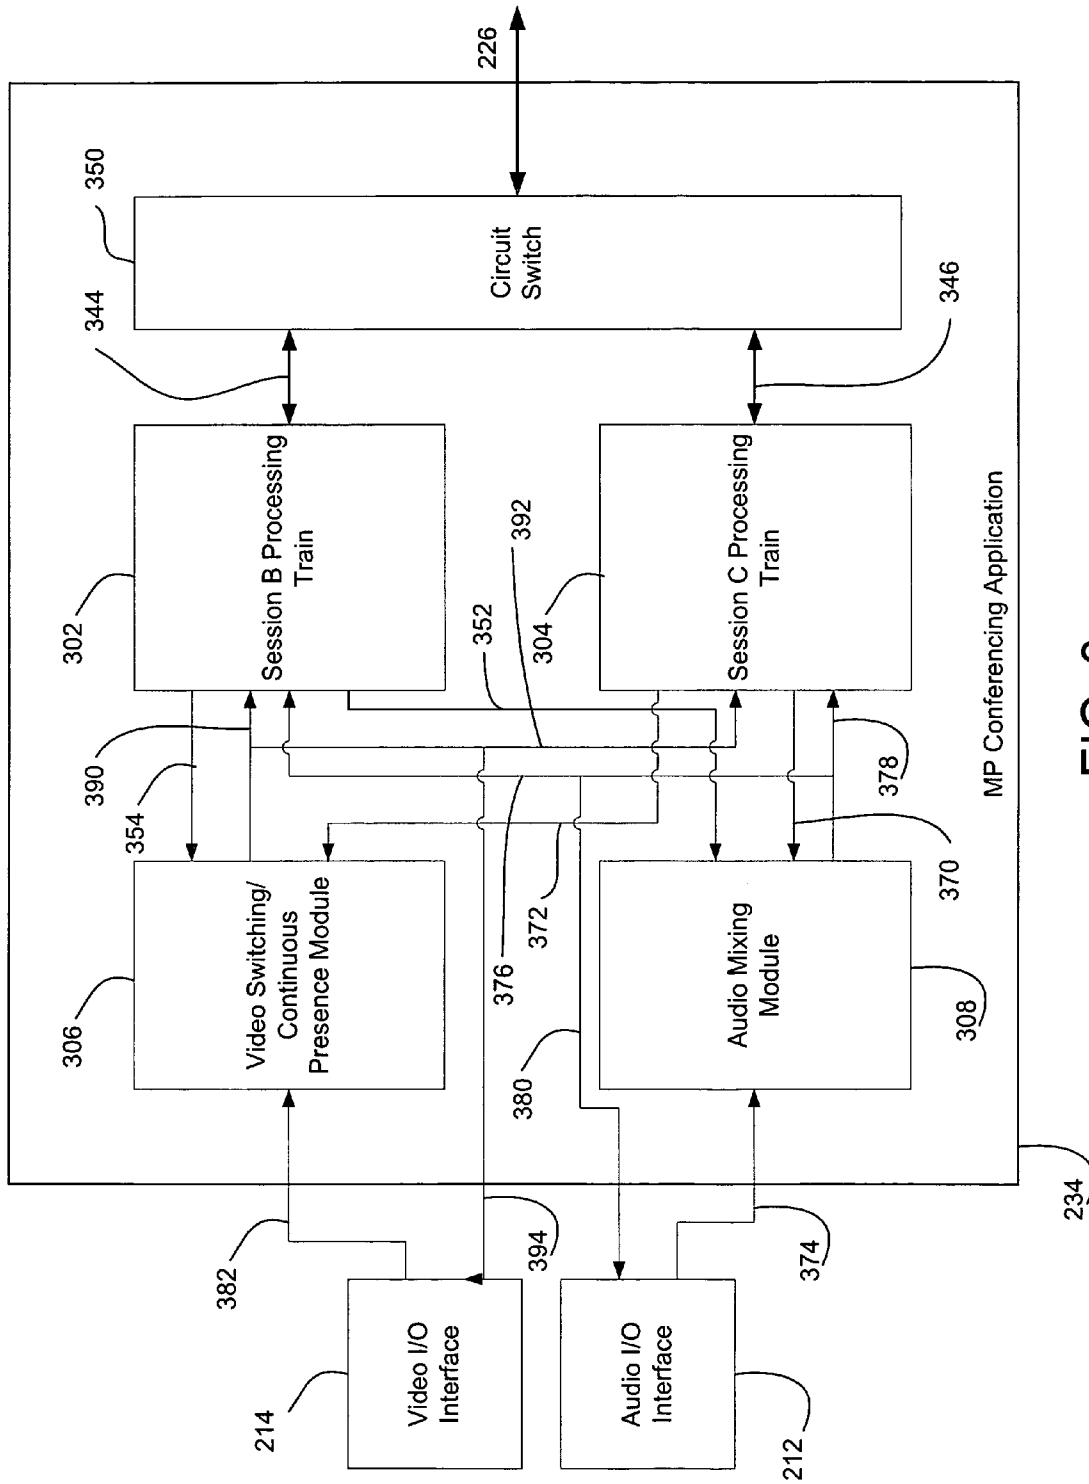 214
382
306
354
390
302
344
350
226
Video I/O
Interface
Video Switching/
Continuous
Presence Module
Session B Processing
Train
Circuit
Switch
394
376
372
352
392
380
212
Audio I/O
Interface
374
Audio Mixing
Module
308
370
378
304
Session C Processing
Train
346
MP Conferencing Application
234
FIG.